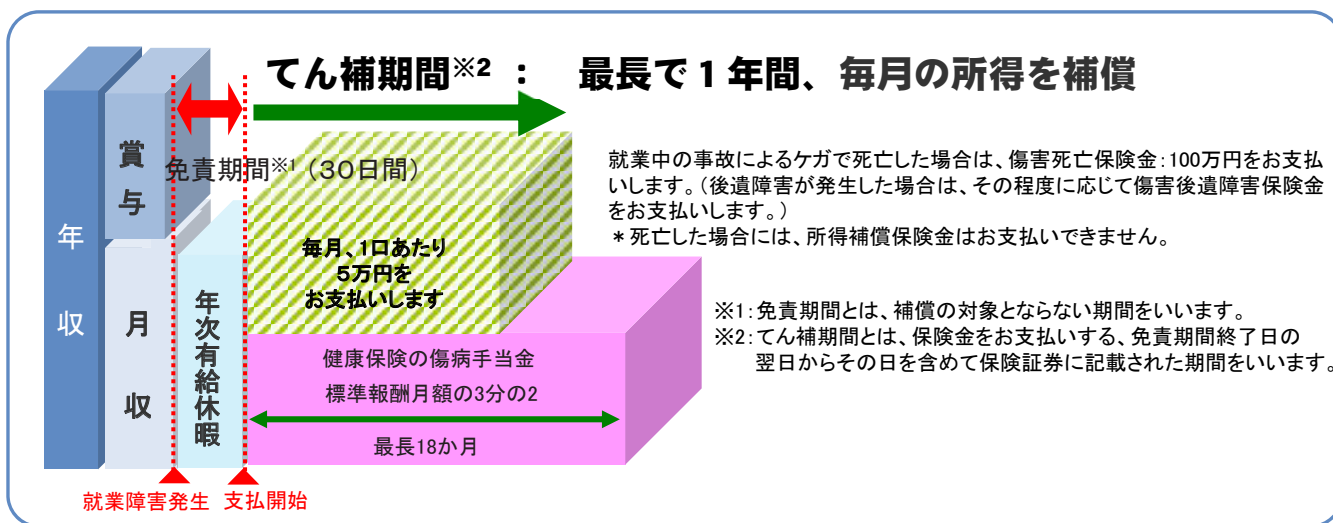 てん補期間※2 : 最長で1年間、毎月の所得を補償
年収
賞与
月収
免責期間※1 (30日間)
年次有給休暇
毎月、1口あたり
5万円を
お支払いします
健康保険の傷病手当金
標準報酬月額の3分の2
最長18か月
就業障害発生
支払開始
就業中の事故によるケガで死亡した場合は、傷害死亡保険金:100万円をお支払
いします。(後遺障害が発生した場合は、その程度に応じて傷害後遺障害保険金
をお支払いします。)
*死亡した場合には、所得補償保険金はお支払いできません。
※1:免責期間とは、補償の対象とならない期間をいいます。
※2:てん補期間とは、保険金をお支払いする、免責期間終了日の
翌日からその日を含めて保険証券に記載された期間をいいます。